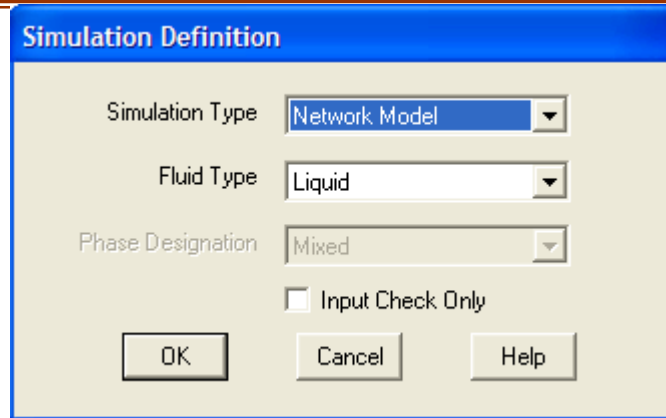 Simulation Definition
Simulation Type Network Model
Fluid Type Liquid
Phase Designation Mixed
Input Check Only
OK Cancel Help